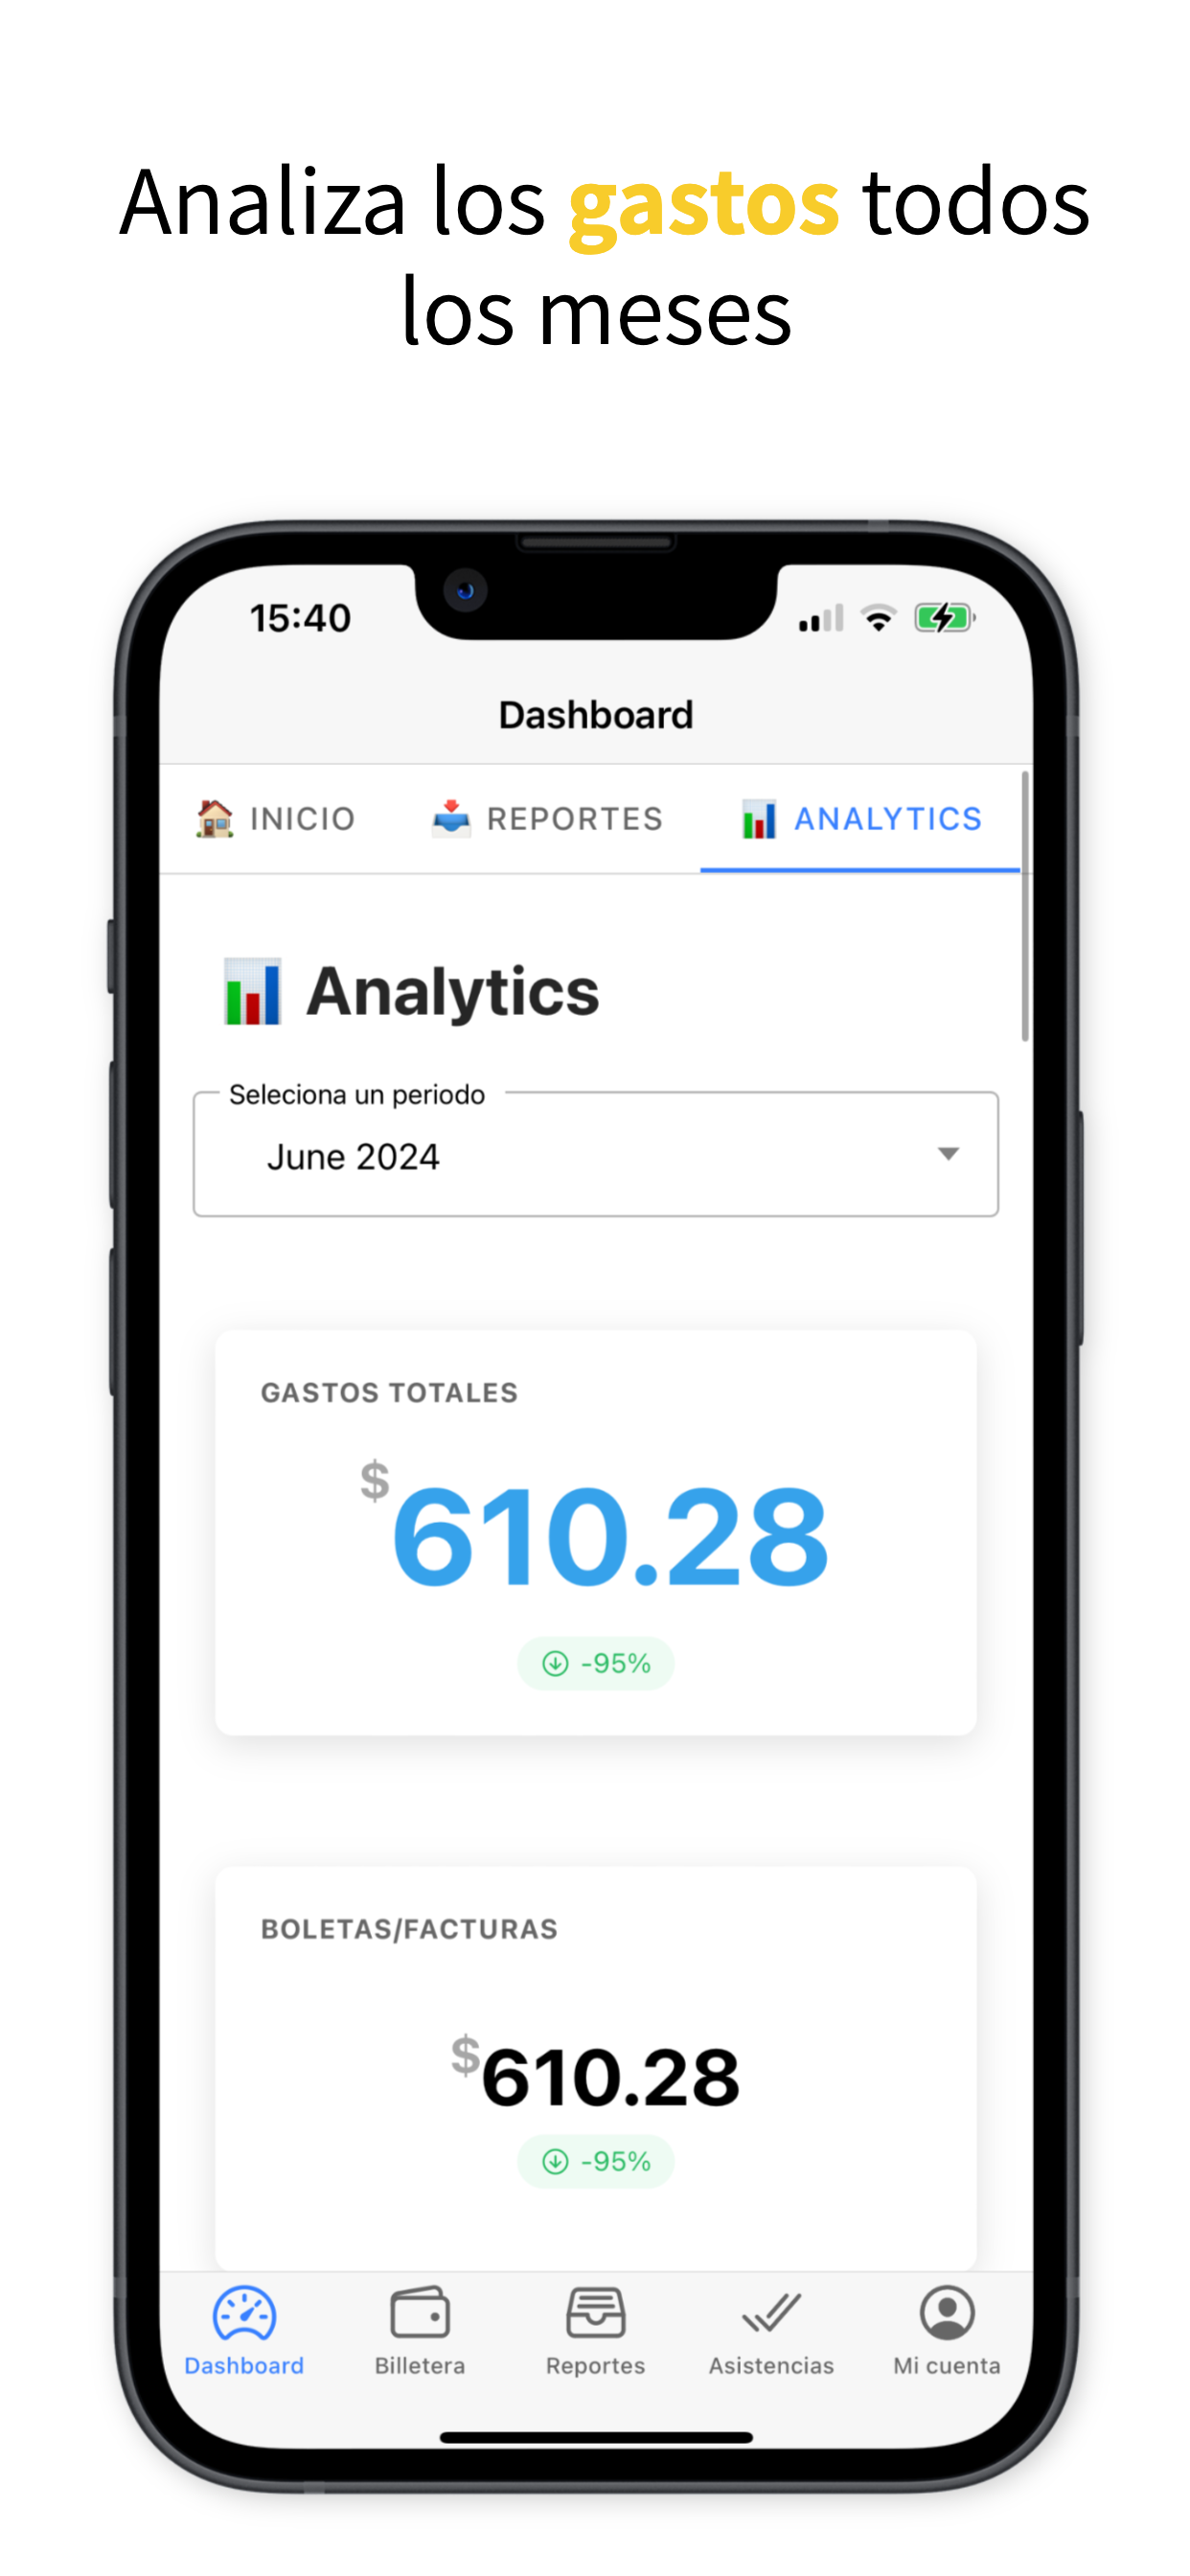 Analiza los gastos todos
los meses
15:40
Dashboard
INICIO REPORTES ANALYTICS
Analytics
Seleciona un periodo
June 2024
GASTOS TOTALES
$610.28
-95%
BOLETAS/FACTURAS
$610.28
-95%
Dashboard Billetera Reportes Asistencias Mi cuenta